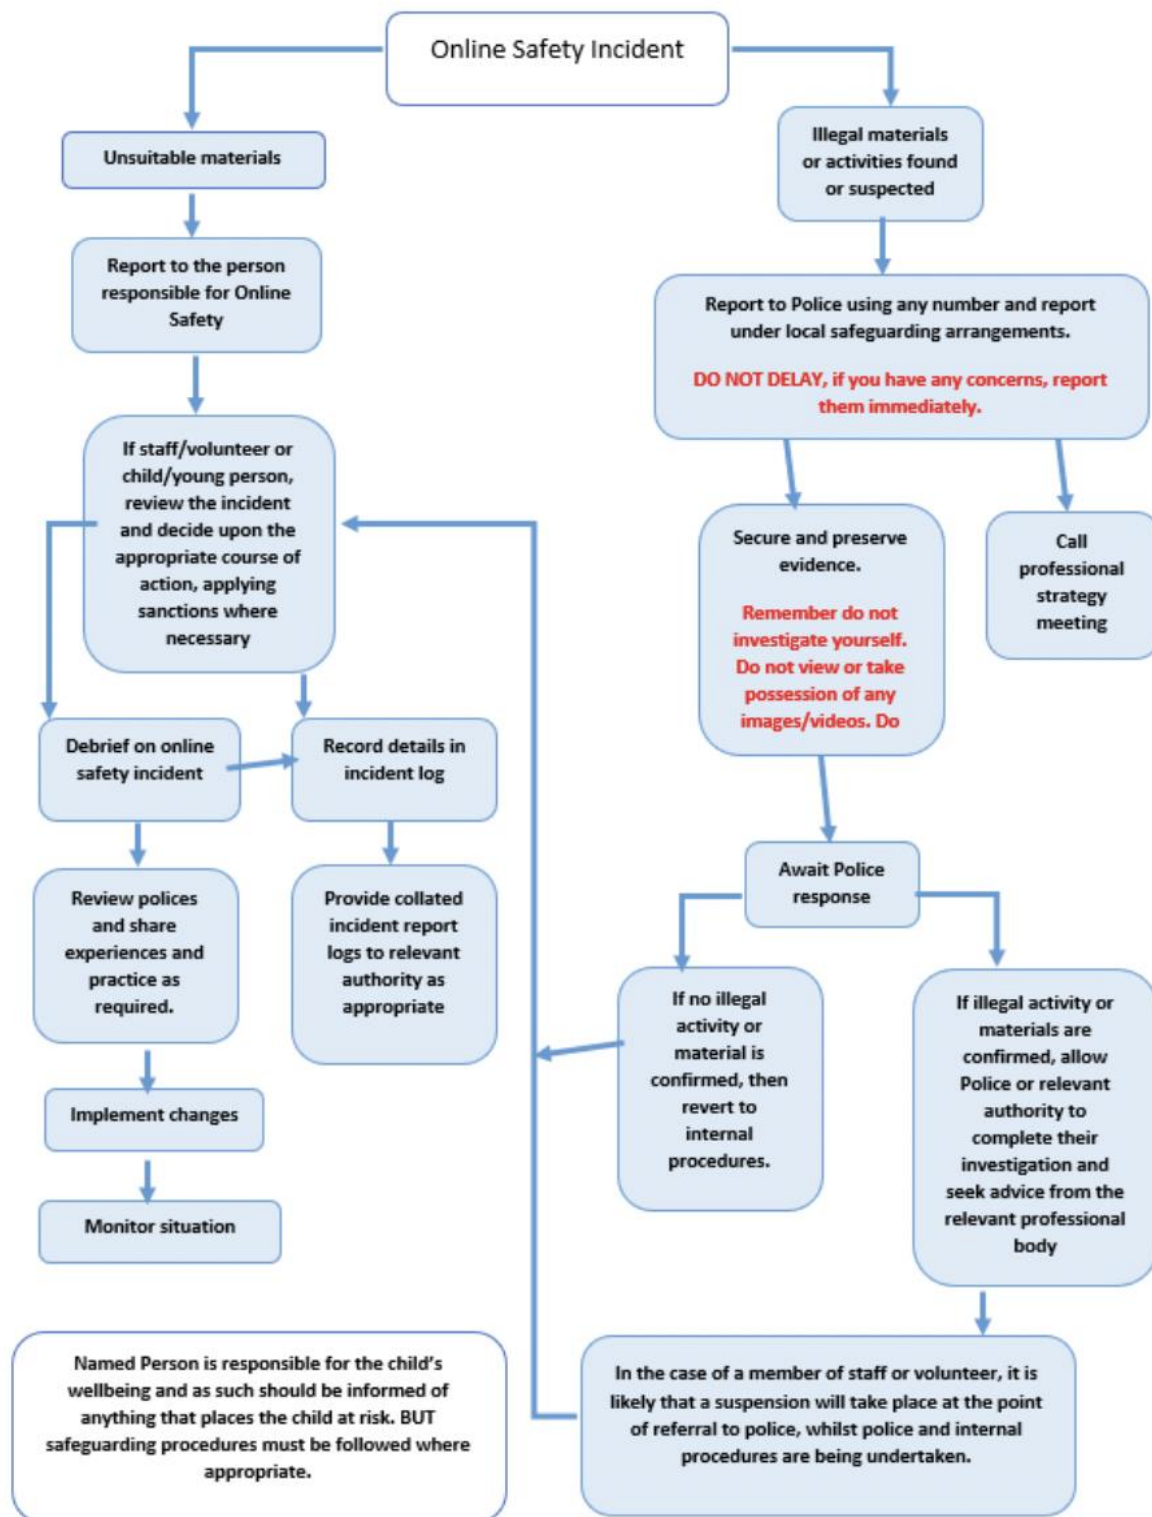 Online Safety Incident
Unsuitable materials
Report to the person
responsible for Online
Safety
If staff/volunteer or
child/young person,
review the incident
and decide upon the
appropriate course of
action, applying
sanctions where
necessary
Debrief on online
safety incident
Record details in
incident log
Review polices
and share
experiences and
practice as
required.
Provide collated
incident report
logs to relevant
authority as
appropriate
Implement changes
Monitor situation
Illegal materials
or activities found
or suspected
Report to Police using any number and report
under local safeguarding arrangements.
DO NOT DELAY, if you have any concerns, report
them immediately.
Secure and preserve
evidence.
Remember do not
investigate yourself.
Do not view or take
possession of any
images/videos. Do
Call
professional
strategy
meeting
Await Police
response
If no illegal
activity or
material is
confirmed, then
revert to
internal
procedures.
If illegal activity or
materials are
confirmed, allow
Police or relevant
authority to
complete their
investigation and
seek advice from the
relevant professional
body
In the case of a member of staff or volunteer, it is
likely that a suspension will take place at the point
of referral to police, whilst police and internal
procedures are being undertaken.
Named Person is responsible for the child's
wellbeing and as such should be informed of
anything that places the child at risk. BUT
safeguarding procedures must be followed where
appropriate.